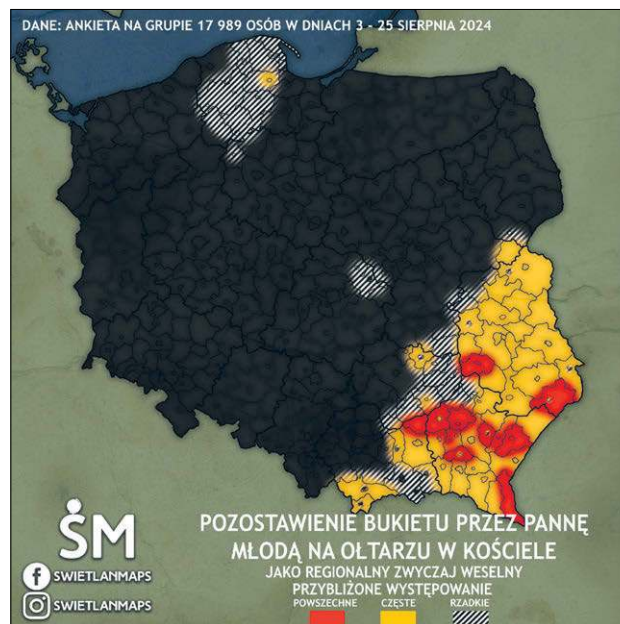 DANE: ANKIETA NA GRUPIE 17 989 OSÓB W DNIACH 3 - 25 SIERPNIA 2024
ŚM
SWIETLANMAPS
SWIETLANMAPS
POZOSTAWIENIE BUKIETU PRZEZ PANNĘ
MŁODĄ NA OŁTARZU W KOŚCIELE
JAKO REGIONALNY ZWYCZAJ WESELNY
PRZYBLIŻONE WYSTĘPOWANIE
POWSZECHNE CZĘSTE RZADKIE